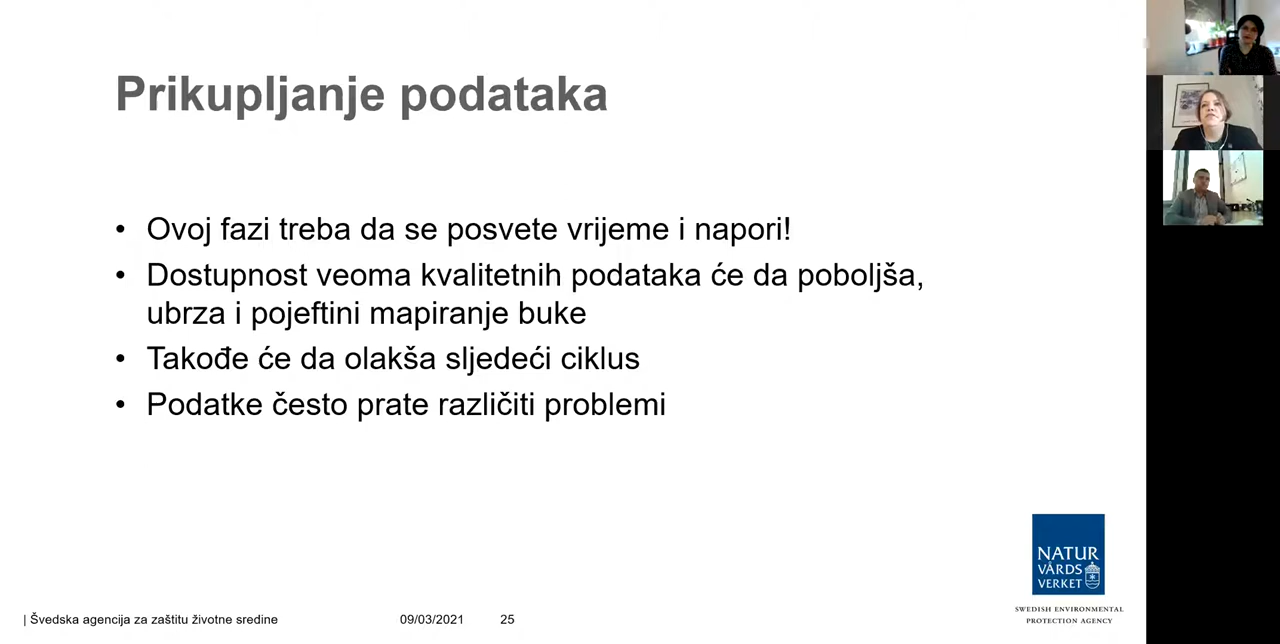 Prikupljanje podataka
• Ovoj fazi treba da se posvete vrijeme i napori!
• Dostupnost veoma kvalitetnih podataka će da poboljša,
ubrza i pojeftini mapiranje buke
• Takođe će da olakša sljedeći ciklus
• Podatke često prate različiti problemi
NATUR
VÅRDS
VERKET
SWEDISH ENVIRONMENTAL
PROTECTION AGENCY
| Švedska agencija za zaštitu životne sredine 09/03/2021 25